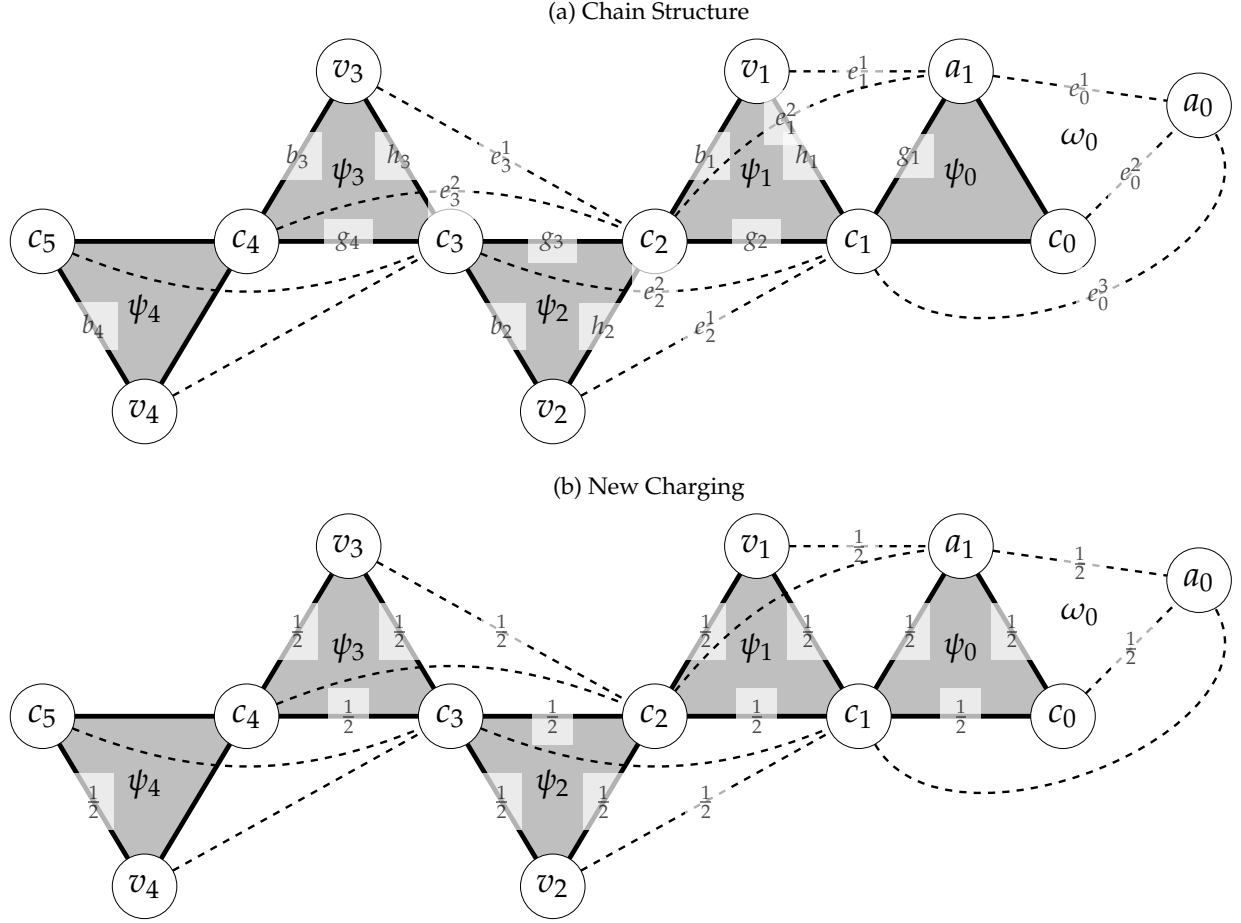 (a) Chain Structure
v₃ v₁ e₁¹ a₁ e₀¹ a₀
e₁² ω₀
b₃ h₃ e₃¹ b₁ h₁ g₁ e₀²
ψ₃ ψ₁ ψ₀
e₃²
c₅ c₄ g₄ c₃ g₃ c₂ g₂ c₁ c₀
e₂² e₀³
ψ₄ ψ₂
b₄ b₂ h₂ e₂¹
v₄ v₂
(b) New Charging
v₃ v₁ ½ a₁ ½ a₀
ω₀
½ ½ ½ ½ ½ ½ ½ ½
ψ₃ ψ₁ ψ₀
c₅ c₄ ½ c₃ ½ c₂ ½ c₁ ½ c₀
ψ₄ ψ₂
½ ½ ½ ½
v₄ v₂